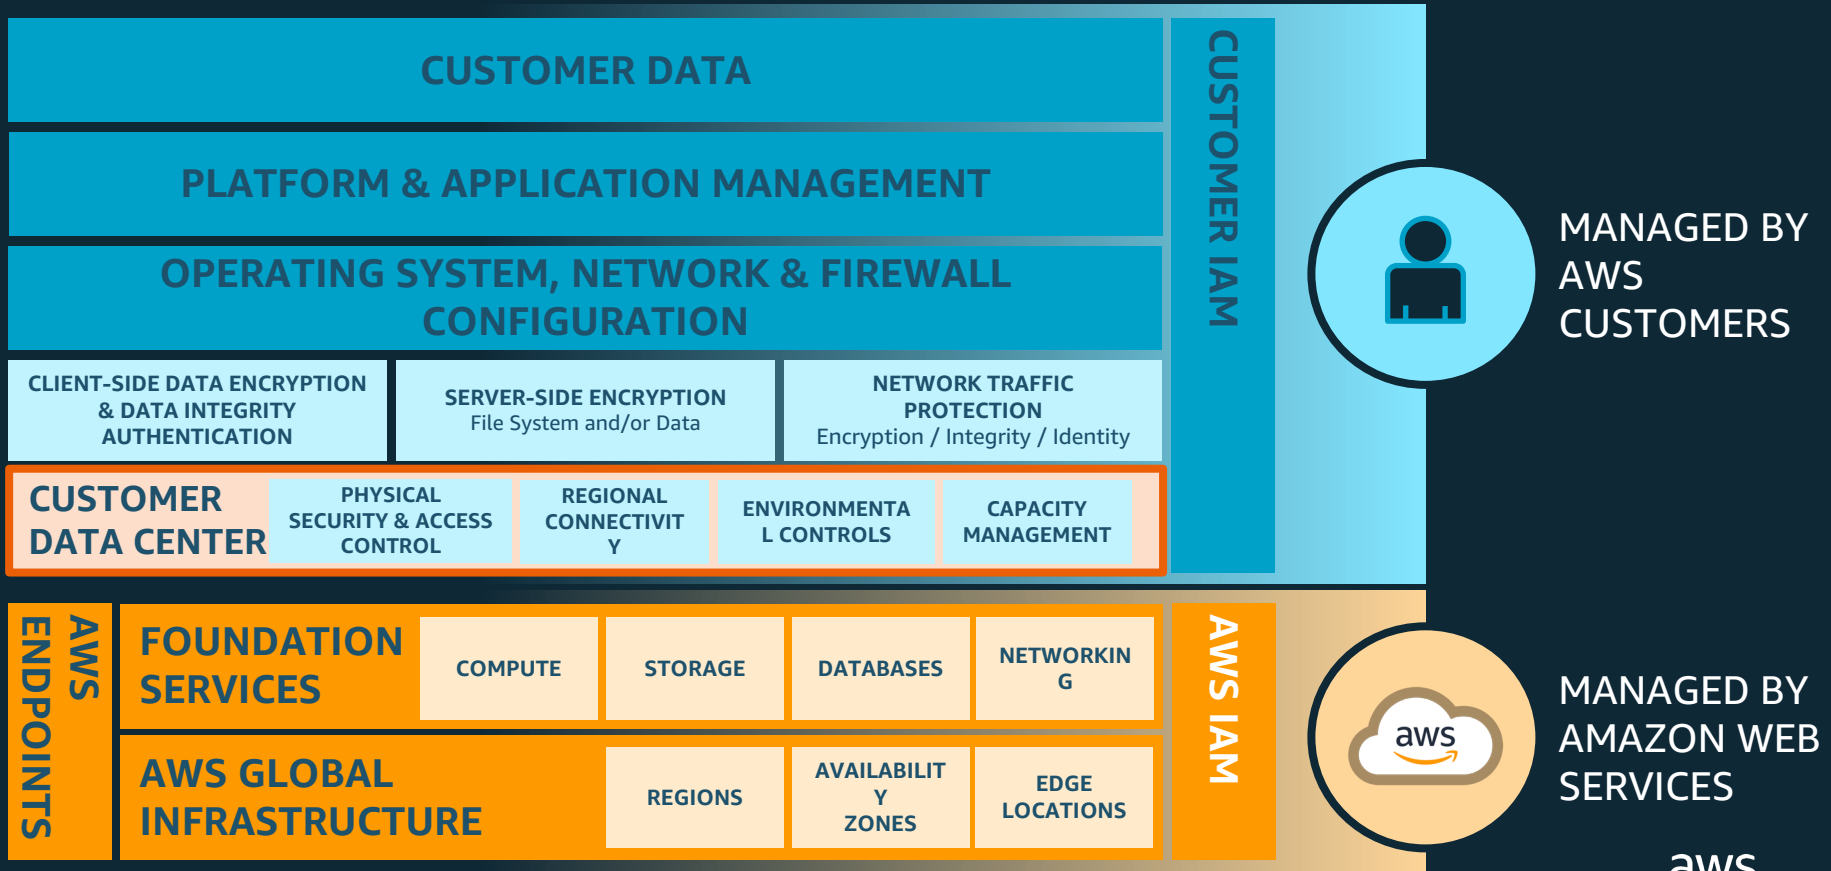 CUSTOMER DATA
CUSTOMER IAM
PLATFORM & APPLICATION MANAGEMENT
OPERATING SYSTEM, NETWORK & FIREWALL
CONFIGURATION
CLIENT-SIDE DATA ENCRYPTION
& DATA INTEGRITY
AUTHENTICATION
SERVER-SIDE ENCRYPTION
File System and/or Data
NETWORK TRAFFIC
PROTECTION
Encryption / Integrity / Identity
CUSTOMER
DATA CENTER
PHYSICAL
SECURITY & ACCESS
CONTROL
REGIONAL
CONNECTIVIT
Y
ENVIRONMENTA
L CONTROLS
CAPACITY
MANAGEMENT
MANAGED BY
AWS
CUSTOMERS
AWS
ENDPOINTS
FOUNDATION
SERVICES
COMPUTE
STORAGE
DATABASES
NETWORKIN
G
AWS IAM
AWS GLOBAL
INFRASTRUCTURE
REGIONS
AVAILABILIT
Y
ZONES
EDGE
LOCATIONS
aws
MANAGED BY
AMAZON WEB
SERVICES
aws